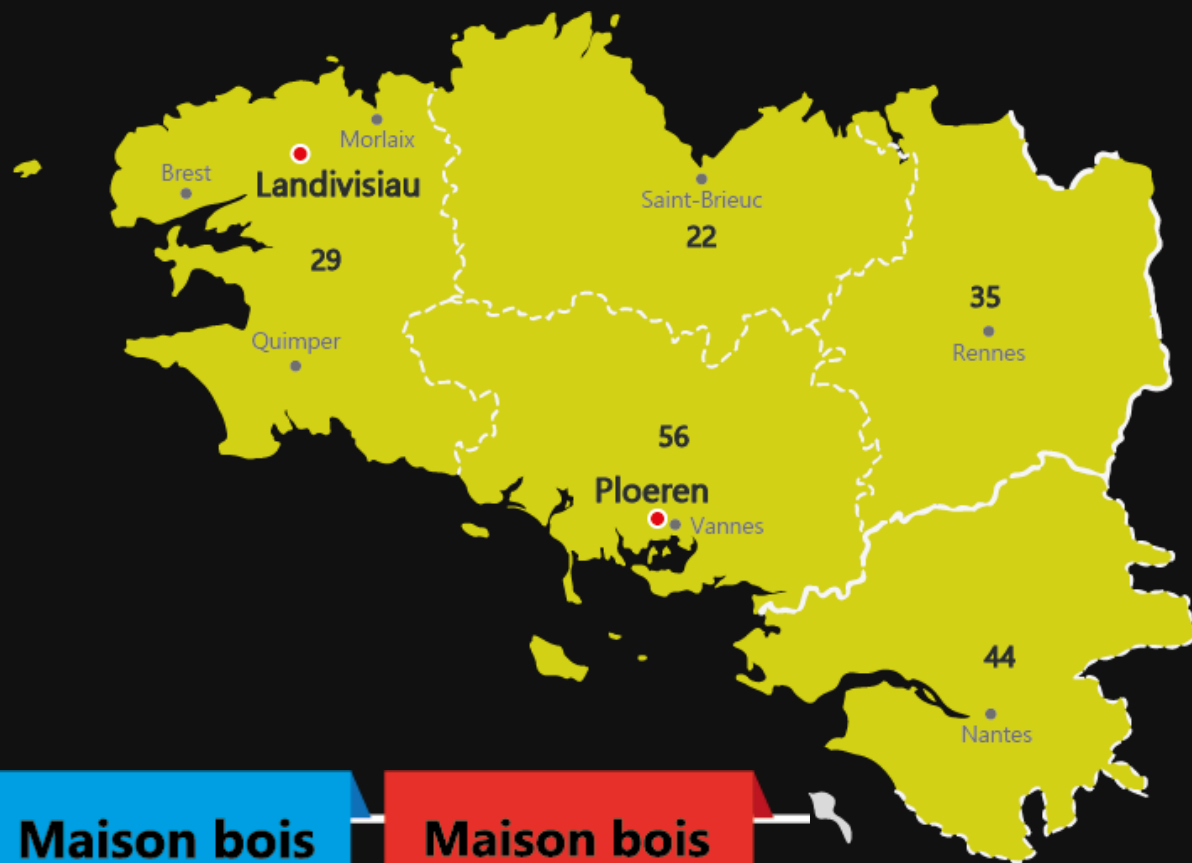 Morlaix
Brest
Landivisiau
Saint-Brieuc
22
29
35
Quimper
Rennes
56
Ploeren
Vannes
44
Nantes
Maison bois
Maison bois